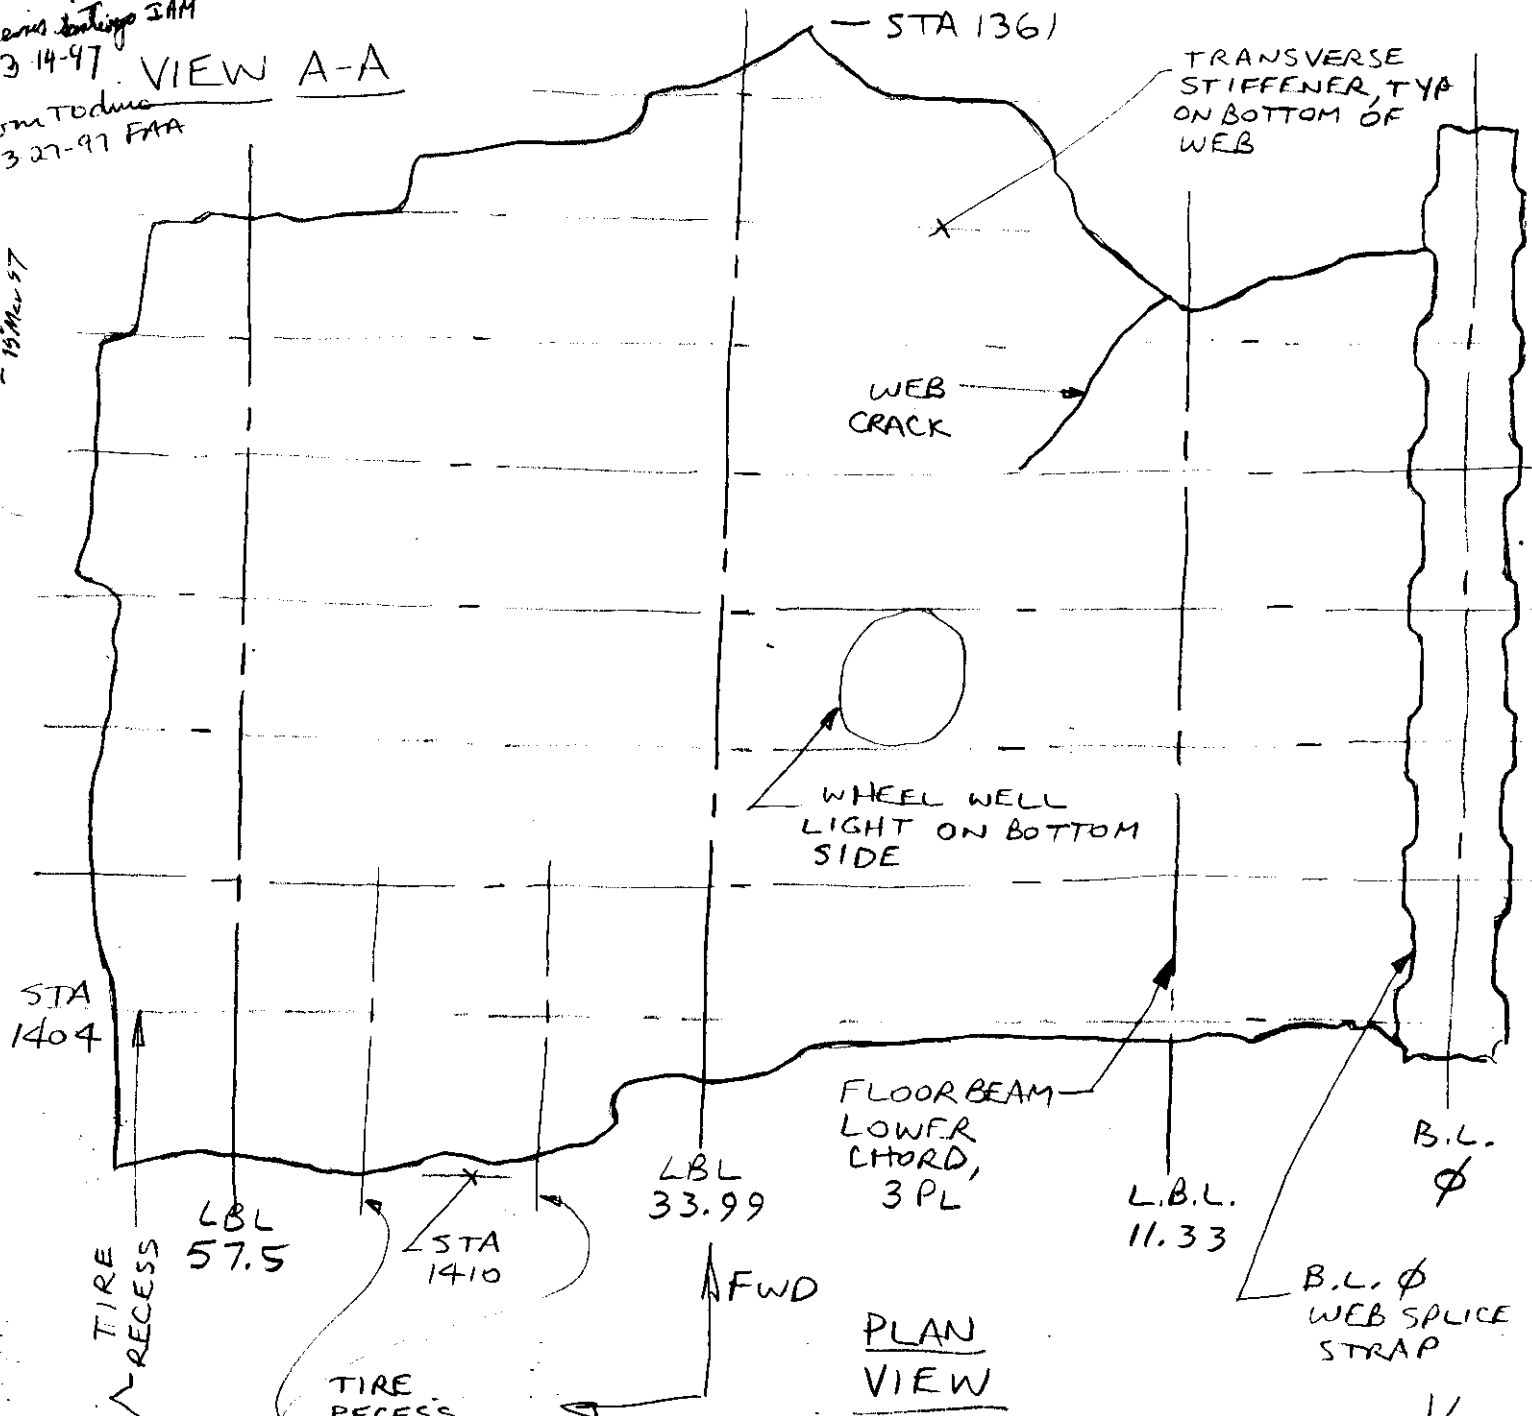 IAM
3-14-97
VIEW A-A
3-27-97 FAA
STA 1361
TRANSVERSE
STIFFENER, TYP
ON BOTTOM OF
WEB
WEB
CRACK
WHEEL WELL
LIGHT ON BOTTOM
SIDE
STA
1404
FLOOR BEAM
LOWER
CHORD,
3 PL
LBL
57.5
STA
1410
LBL
33.99
L.B.L.
11.33
B.L.
Ø
TIRE
RECESS
FWD
PLAN
VIEW
B.L. Ø
WEB SPLICE
STRAP
TIRE
RECESS